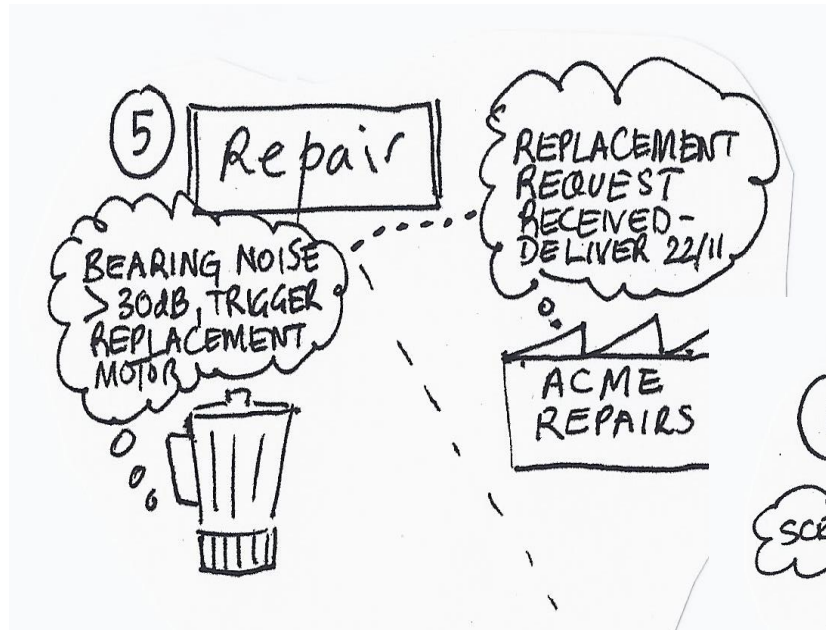 5
Repair
BEARING NOISE
> 30dB, TRIGGER
REPLACEMENT
MOTOR
REPLACEMENT
REQUEST
RECEIVED-
DELIVER 22/11
ACME
REPAIRS